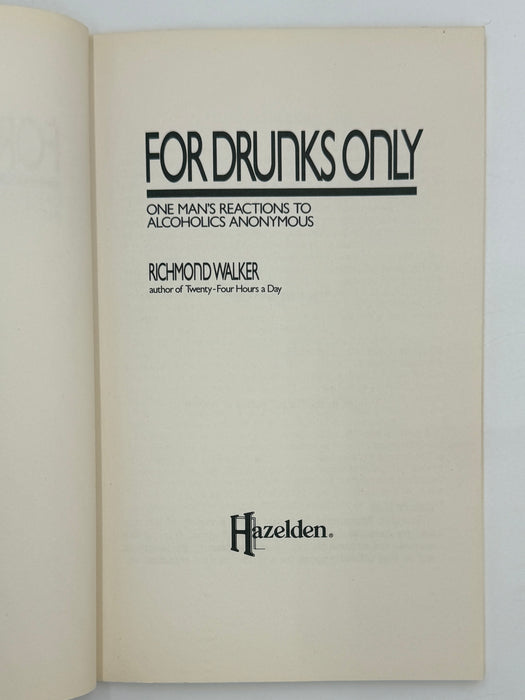 FOR DRUNKS ONLY
ONE MAN'S REACTIONS TO
ALCOHOLICS ANONYMOUS
RICHMOND WALKER
author of Twenty-Four Hours a Day
Hazelden®